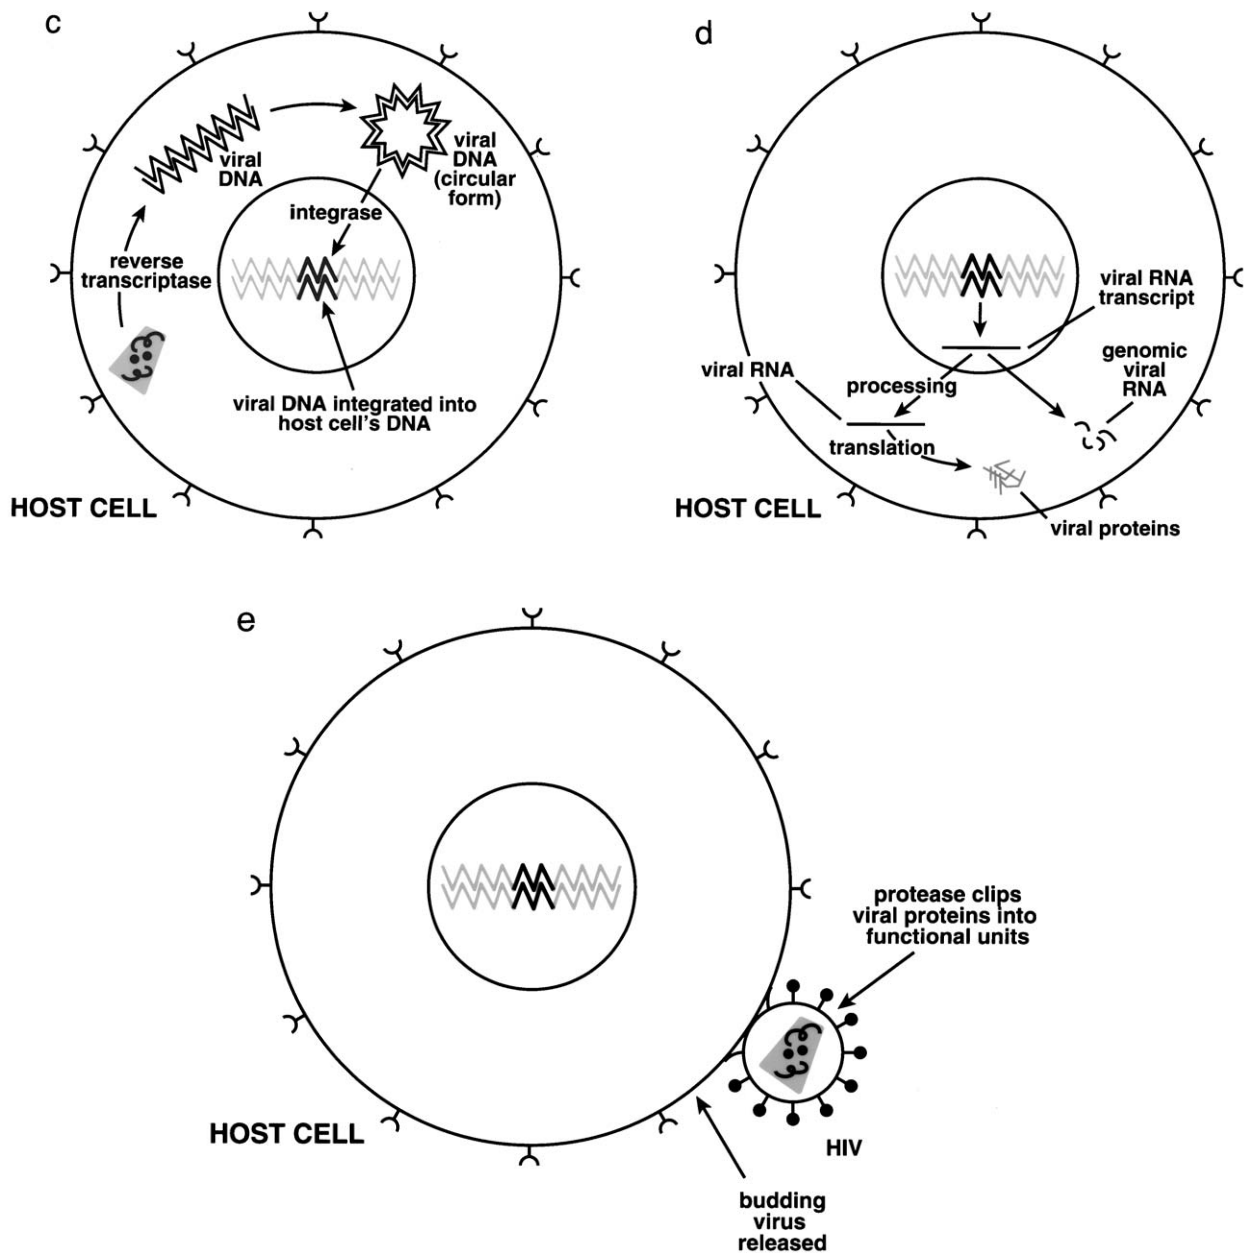 c
viral
DNA
viral
DNA
(circular
form)
integrase
reverse
transcriptase
viral DNA integrated into
host cell's DNA
HOST CELL
d
viral RNA
transcript
genomic
viral
RNA
viral RNA
processing
translation
viral proteins
HOST CELL
e
protease clips
viral proteins into
functional units
HIV
HOST CELL
budding
virus
released